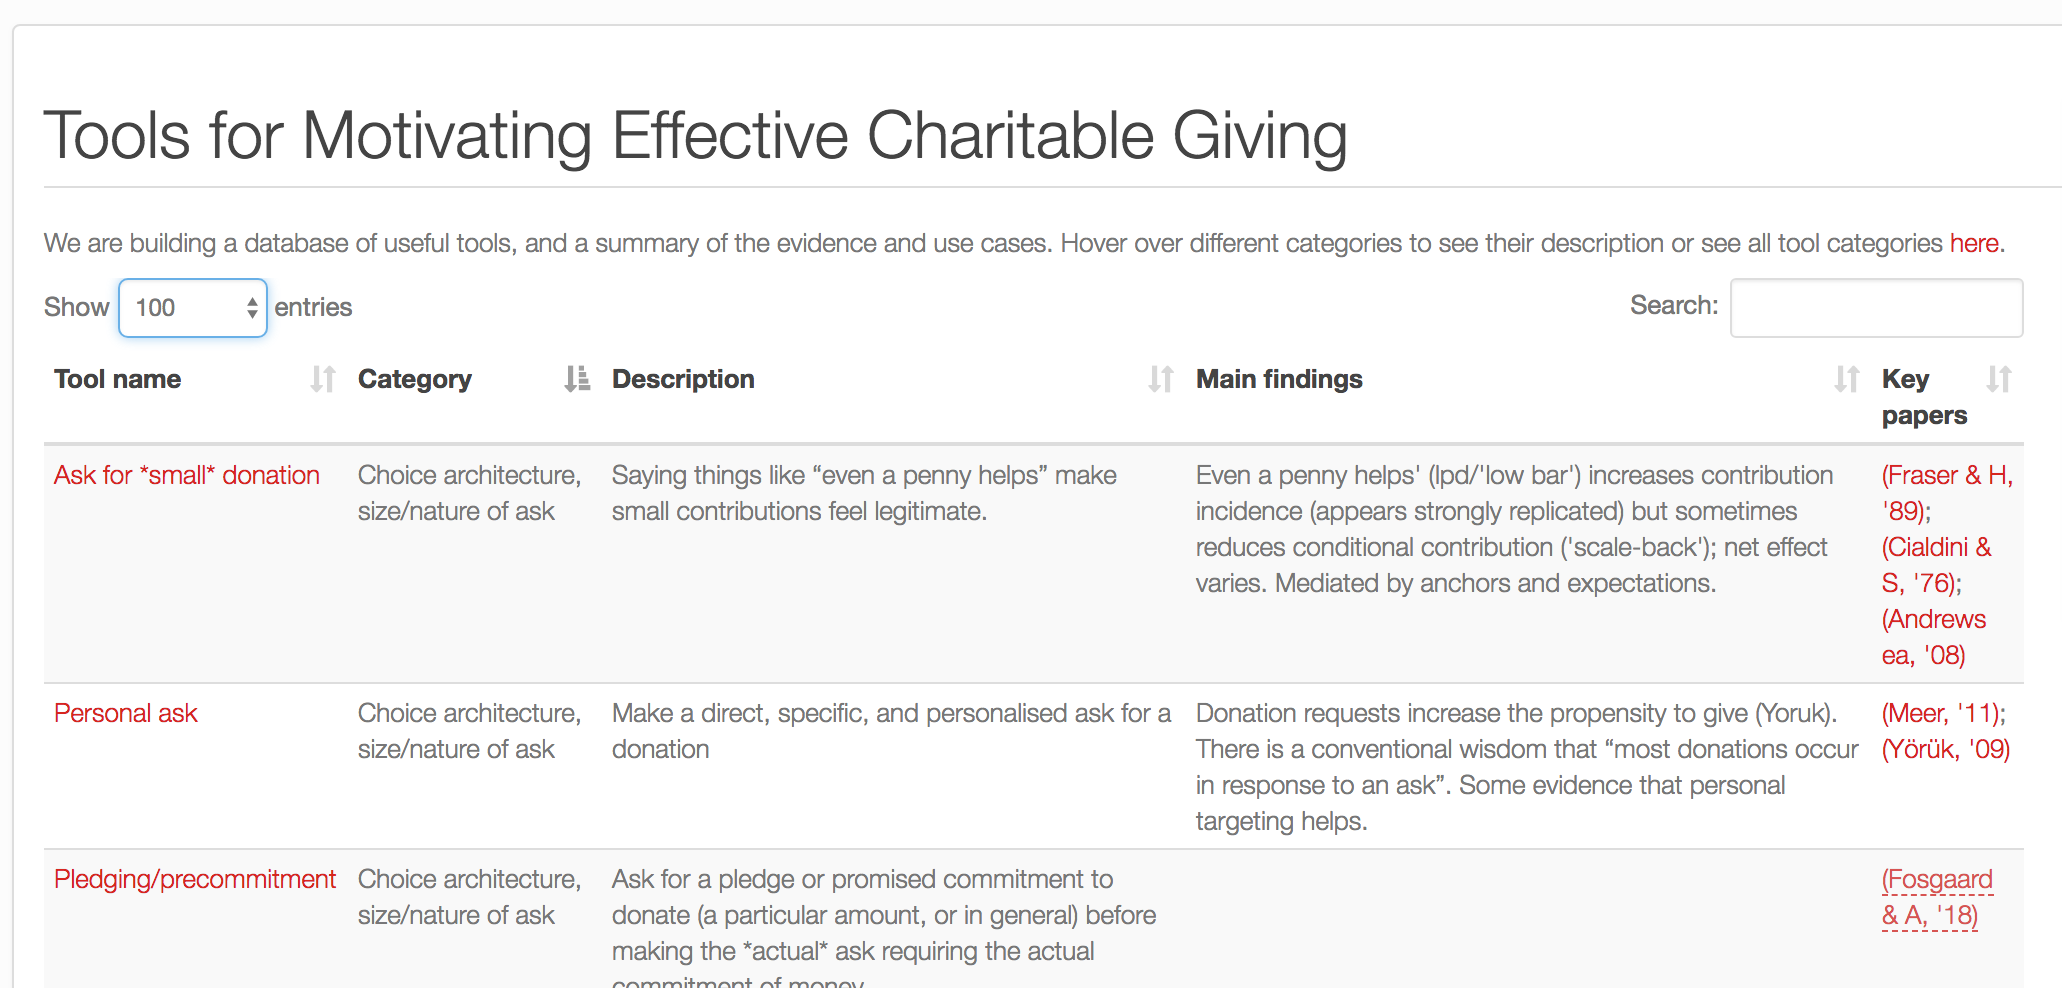 Tools for Motivating Effective Charitable Giving
We are building a database of useful tools, and a summary of the evidence and use cases. Hover over different categories to see their description or see all tool categories here.
Show 100 entries
Search:
Tool name
Category
Description
Main findings
Key
papers
Ask for *small* donation
Choice architecture,
size/nature of ask
Saying things like “even a penny helps” make
small contributions feel legitimate.
Even a penny helps' (lpd/'low bar') increases contribution
incidence (appears strongly replicated) but sometimes
reduces conditional contribution ('scale-back'); net effect
varies. Mediated by anchors and expectations.
(Fraser & H,
'89);
(Cialdini &
S, '76);
(Andrews
ea, '08)
Personal ask
Choice architecture,
size/nature of ask
Make a direct, specific, and personalised ask for a
donation
Donation requests increase the propensity to give (Yoruk).
There is a conventional wisdom that “most donations occur
in response to an ask”. Some evidence that personal
targeting helps.
(Meer, '11);
(Yörük, '09)
Pledging/precommitment
Choice architecture,
size/nature of ask
Ask for a pledge or promised commitment to
donate (a particular amount, or in general) before
making the *actual* ask requiring the actual
commitment of money
(Fosgaard
& A, '18)